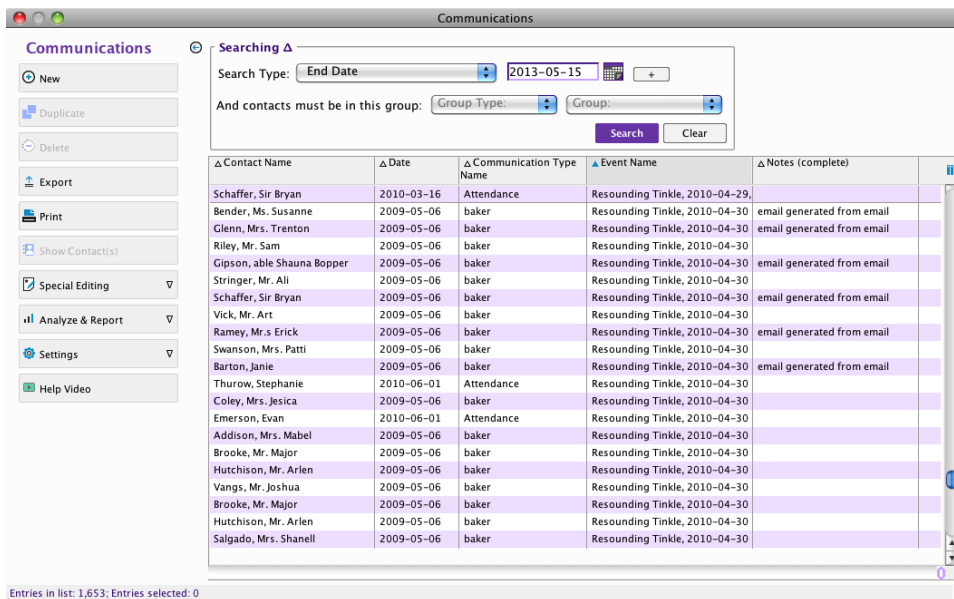 Communications
Communications
New
Duplicate
Delete
Export
Print
Show Contact(s)
Special Editing
Analyze & Report
Settings
Help Video
Searching Δ
Search Type: End Date 2013-05-15 +
And contacts must be in this group: Group Type: Group:
Search Clear
Contact Name Date Communication Type Name Event Name Notes (complete)
Schaffer, Sir Bryan 2010-03-16 Attendance Resounding Tinkle, 2010-04-29,
Bender, Ms. Susanne 2009-05-06 baker Resounding Tinkle, 2010-04-30 email generated from email
Glenn, Mrs. Trenton 2009-05-06 baker Resounding Tinkle, 2010-04-30 email generated from email
Riley, Mr. Sam 2009-05-06 baker Resounding Tinkle, 2010-04-30
Gipson, able Shauna Bopper 2009-05-06 baker Resounding Tinkle, 2010-04-30 email generated from email
Stringer, Mr. Ali 2009-05-06 baker Resounding Tinkle, 2010-04-30
Schaffer, Sir Bryan 2009-05-06 baker Resounding Tinkle, 2010-04-30 email generated from email
Vick, Mr. Art 2009-05-06 baker Resounding Tinkle, 2010-04-30
Ramey, Mr.s Erick 2009-05-06 baker Resounding Tinkle, 2010-04-30 email generated from email
Swanson, Mrs. Patti 2009-05-06 baker Resounding Tinkle, 2010-04-30
Barton, Janie 2009-05-06 baker Resounding Tinkle, 2010-04-30 email generated from email
Thurow, Stephanie 2010-06-01 Attendance Resounding Tinkle, 2010-04-30
Coley, Mrs. Jesica 2009-05-06 baker Resounding Tinkle, 2010-04-30
Emerson, Evan 2010-06-01 Attendance Resounding Tinkle, 2010-04-30
Addison, Mrs. Mabel 2009-05-06 baker Resounding Tinkle, 2010-04-30
Brooke, Mr. Major 2009-05-06 baker Resounding Tinkle, 2010-04-30
Hutchison, Mr. Arlen 2009-05-06 baker Resounding Tinkle, 2010-04-30
Vangs, Mr. Joshua 2009-05-06 baker Resounding Tinkle, 2010-04-30
Brooke, Mr. Major 2009-05-06 baker Resounding Tinkle, 2010-04-30
Hutchison, Mr. Arlen 2009-05-06 baker Resounding Tinkle, 2010-04-30
Salgado, Mrs. Shanell 2009-05-06 baker Resounding Tinkle, 2010-04-30
0
Entries in list: 1,653; Entries selected: 0